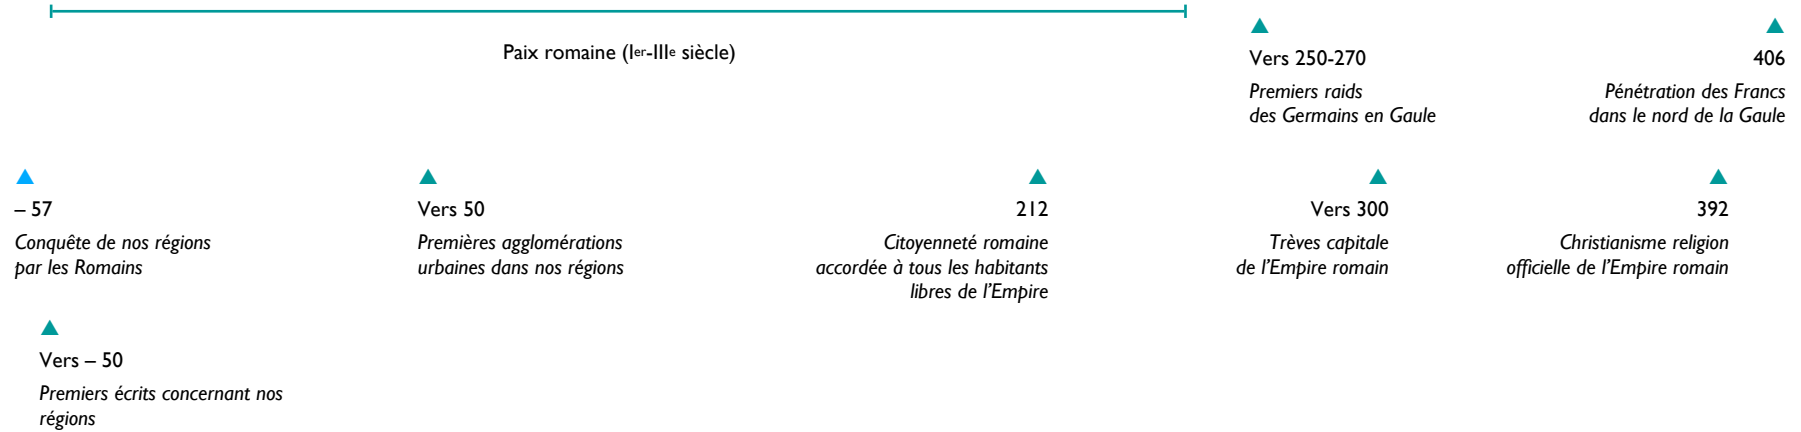 Paix romaine (Ier-IIIe siècle)
Vers 250-270
Premiers raids
des Germains en Gaule
406
Pénétration des Francs
dans le nord de la Gaule
– 57
Conquête de nos régions
par les Romains
Vers 50
Premières agglomérations
urbaines dans nos régions
212
Citoyenneté romaine
accordée à tous les habitants
libres de l’Empire
Vers 300
Trèves capitale
de l’Empire romain
392
Christianisme religion
officielle de l’Empire romain
Vers – 50
Premiers écrits concernant nos
régions